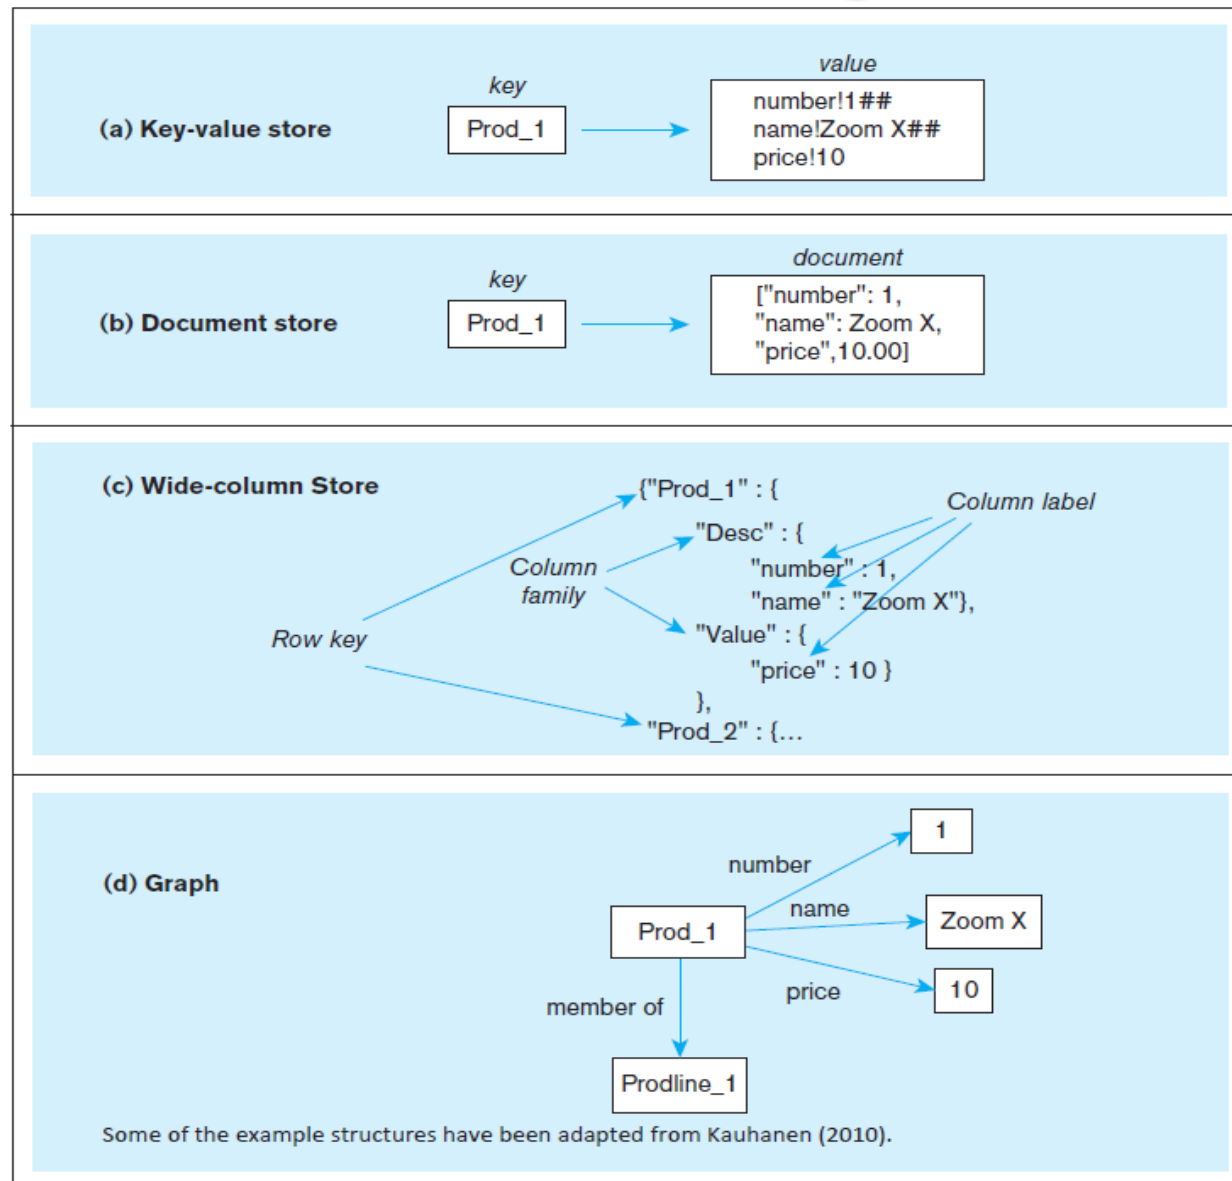 (a) Key-value store
key
Prod_1
value
number!1##
name!Zoom X##
price!10
(b) Document store
key
Prod_1
document
["number": 1,
"name": Zoom X,
"price",10.00]
(c) Wide-column Store
Row key
Column
family
Column label
{"Prod_1" : {
"Desc" : {
"number" : 1,
"name" : "Zoom X"},
"Value" : {
"price" : 10 }
},
"Prod_2" : {...
(d) Graph
Prod_1
number
1
name
Zoom X
price
10
member of
Prodline_1
Some of the example structures have been adapted from Kauhanen (2010).